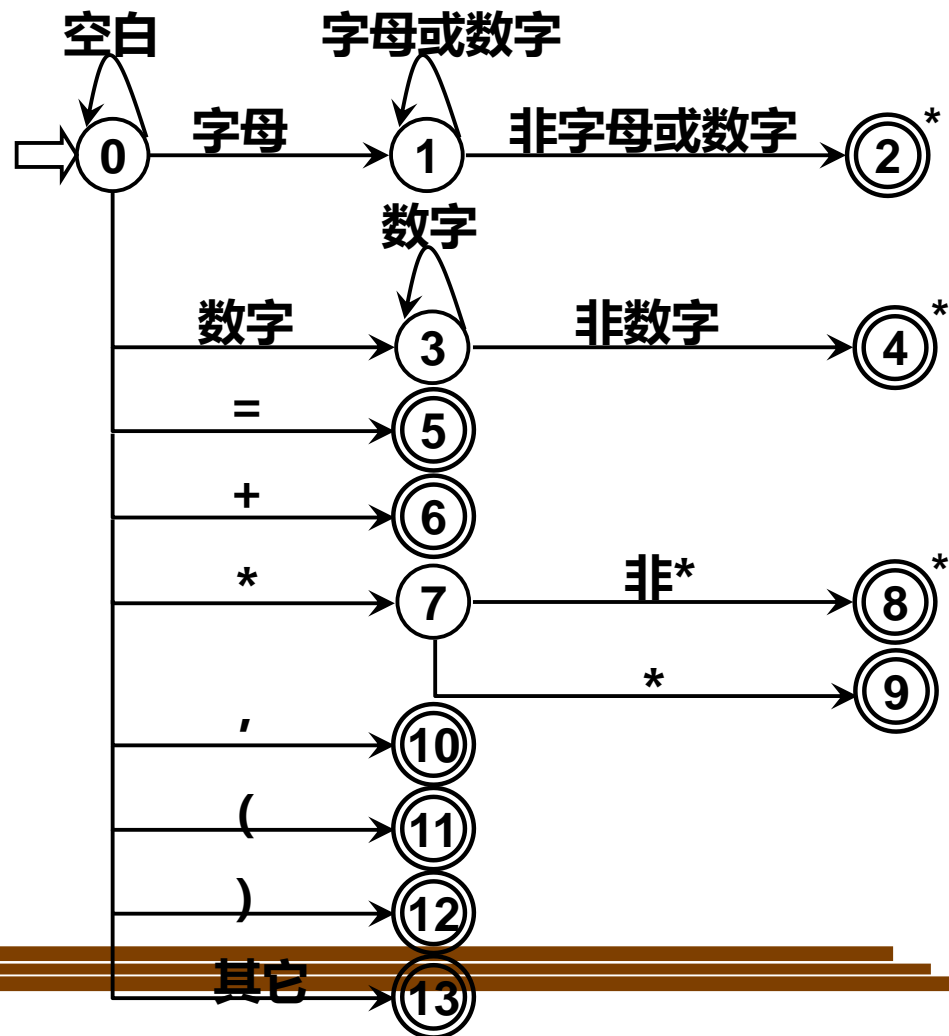 空白 字母或数字
0 字母 1 非字母或数字 2 *
数字
数字 3 非数字 4 *
= 5
+ 6
* 7 非* 8 *
* 9
, 10
( 11
) 12
其它 13